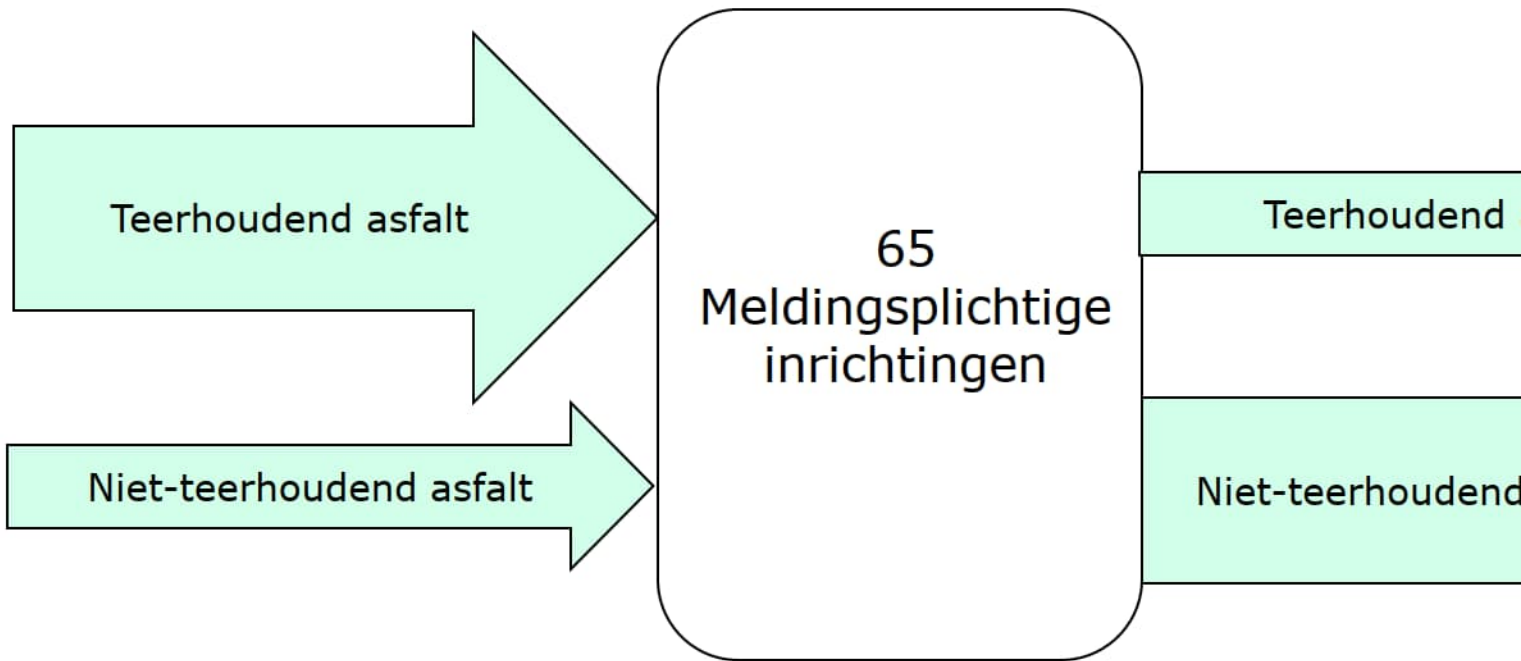 Teerhoudend asfalt
65
Meldingsplichtige
inrichtingen
Teerhoudend
Niet-teerhoudend asfalt
Niet-teerhoudend